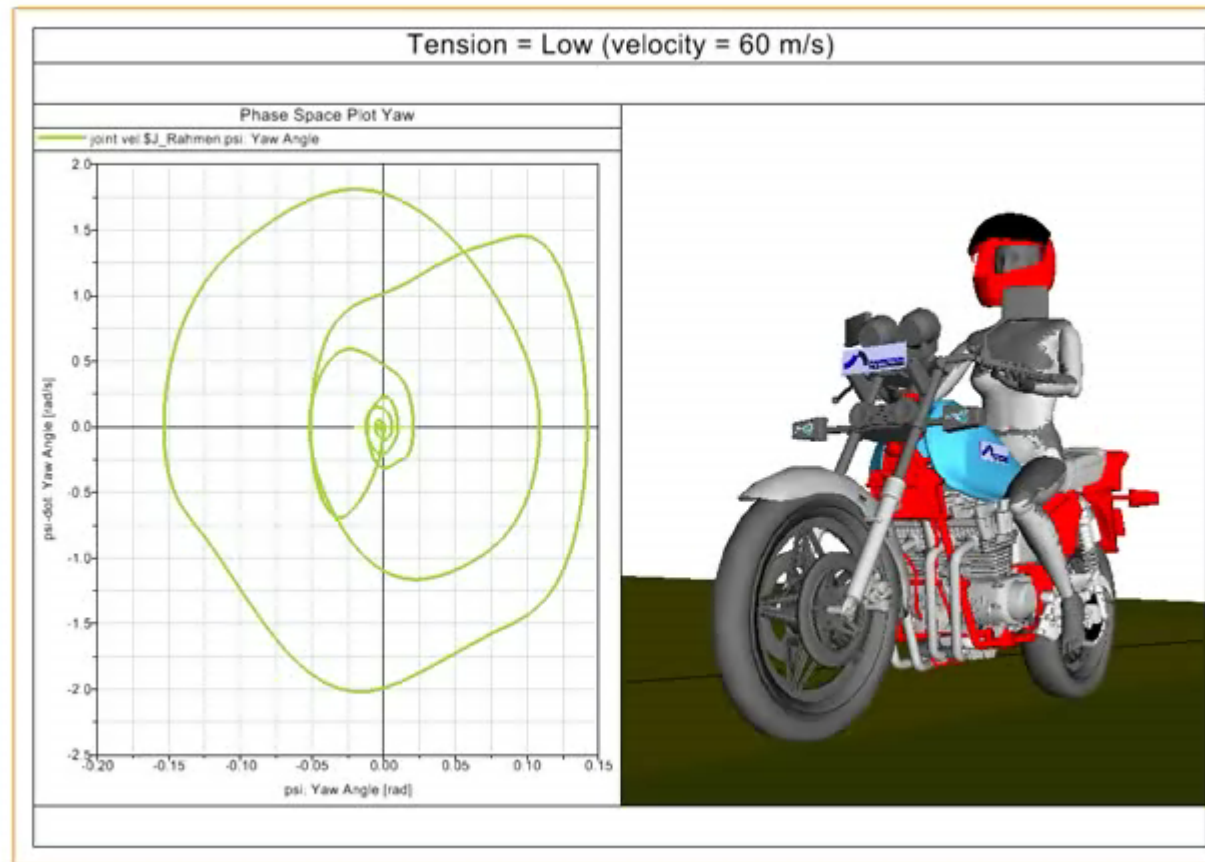 Tension = Low (velocity = 60 m/s)
Phase Space Plot Yaw
joint vel $J_Rahmen.psi: Yaw Angle
2.0
1.5
1.0
0.5
0.0
-0.5
-1.0
-1.5
-2.0
-2.5
-0.20 -0.15 -0.10 -0.05 0.00 0.05 0.10 0.15
psi-dot: Yaw Angle [rad/s]
psi: Yaw Angle [rad]